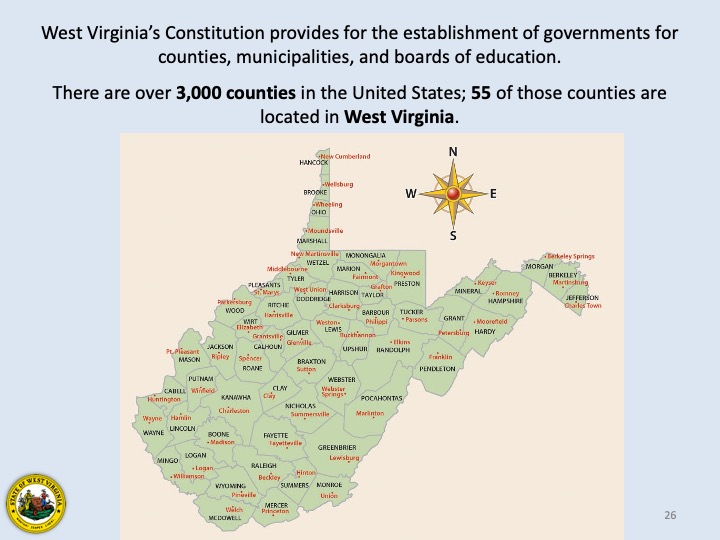 West Virginia’s Constitution provides for the establishment of governments for
counties, municipalities, and boards of education.
There are over 3,000 counties in the United States; 55 of those counties are
located in West Virginia.
N
W
E
S
New Cumberland
HANCOCK
Wellsburg
BROOKE
Wheeling
OHIO
Moundsville
MARSHALL
New Martinsville
WETZEL
MONONGALIA
Morgantown
Middlebourne
TYLER
MARION
Fairmont
Kingwood
PRESTON
PLEASANTS
St. Marys
West Union
DODDRIDGE
HARRISON
Clarksburg
Grafton
TAYLOR
Parkersburg
WOOD
RITCHIE
Harrisville
BARBOUR
Philippi
TUCKER
Parsons
WIRT
Elizabeth
Weston
LEWIS
Buckhannon
UPSHUR
Grantsville
CALHOUN
GILMER
Glenville
Elkins
RANDOLPH
Berkeley Springs
MORGAN
BERKELEY
Martinsburg
JEFFERSON
Charles Town
Keyser
MINERAL
Romney
HAMPSHIRE
GRANT
Petersburg
Moorefield
HARDY
Franklin
PENDLETON
Pt. Pleasant
MASON
JACKSON
Ripley
Spencer
ROANE
BRAXTON
Sutton
PUTNAM
Winfield
CABELL
Huntington
KANAWHA
Charleston
CLAY
Clay
WEBSTER
Webster
Springs
NICHOLAS
Summersville
POCAHONTAS
Marlinton
Wayne
WAYNE
Hamlin
LINCOLN
BOONE
Madison
FAYETTE
Fayetteville
GREENBRIER
Lewisburg
MINGO
Williamson
LOGAN
Logan
RALEIGH
Beckley
Hinton
SUMMERS
MONROE
Union
WYOMING
Pineville
Welch
MCDOWELL
MERCER
Princeton
STATE OF WEST VIRGINIA
26